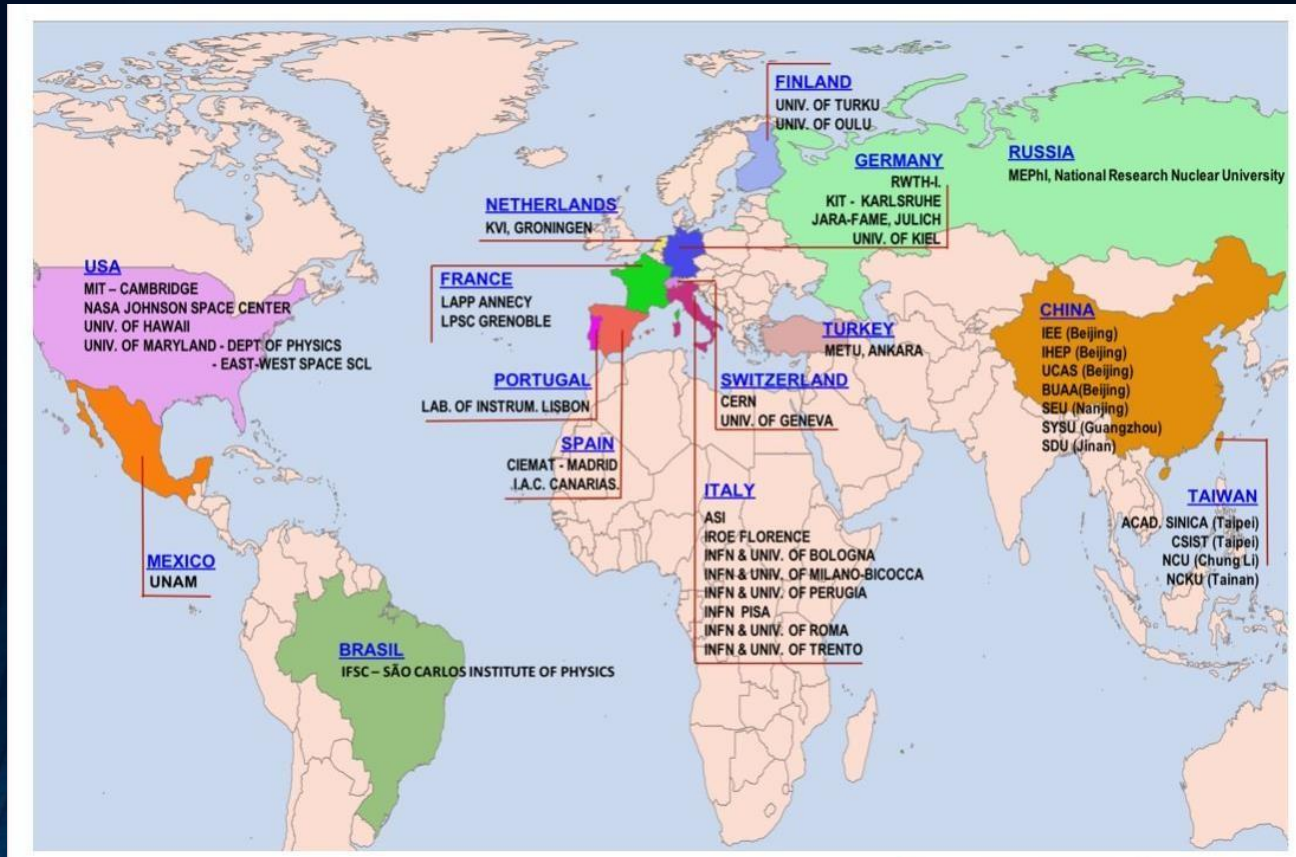 FINLAND
UNIV. OF TURKU
UNIV. OF OULU
GERMANY
RWTH-I.
KIT - KARLSRUHE
JARA-FAME, JULICH
UNIV. OF KIEL
RUSSIA
MEPhI, National Research Nuclear University
NETHERLANDS
KVI, GRONINGEN
USA
MIT – CAMBRIDGE
NASA JOHNSON SPACE CENTER
UNIV. OF HAWAII
UNIV. OF MARYLAND - DEPT OF PHYSICS
- EAST-WEST SPACE SCL
FRANCE
LAPP ANNECY
LPSC GRENOBLE
TURKEY
METU, ANKARA
CHINA
IEE (Beijing)
IHEP (Beijing)
UCAS (Beijing)
BUAA(Beijing)
SEU (Nanjing)
SYSU (Guangzhou)
SDU (Jinan)
PORTUGAL
LAB. OF INSTRUM. LISBON
SWITZERLAND
CERN
UNIV. OF GENEVA
SPAIN
CIEMAT - MADRID
I.A.C. CANARIAS.
ITALY
ASI
IROE FLORENCE
INFN & UNIV. OF BOLOGNA
INFN & UNIV. OF MILANO-BICOCCA
INFN & UNIV. OF PERUGIA
INFN PISA
INFN & UNIV. OF ROMA
INFN & UNIV. OF TRENTO
TAIWAN
ACAD. SINICA (Taipei)
CSIST (Taipei)
NCU (Chung Li)
NCKU (Tainan)
MEXICO
UNAM
BRASIL
IFSC – SÃO CARLOS INSTITUTE OF PHYSICS